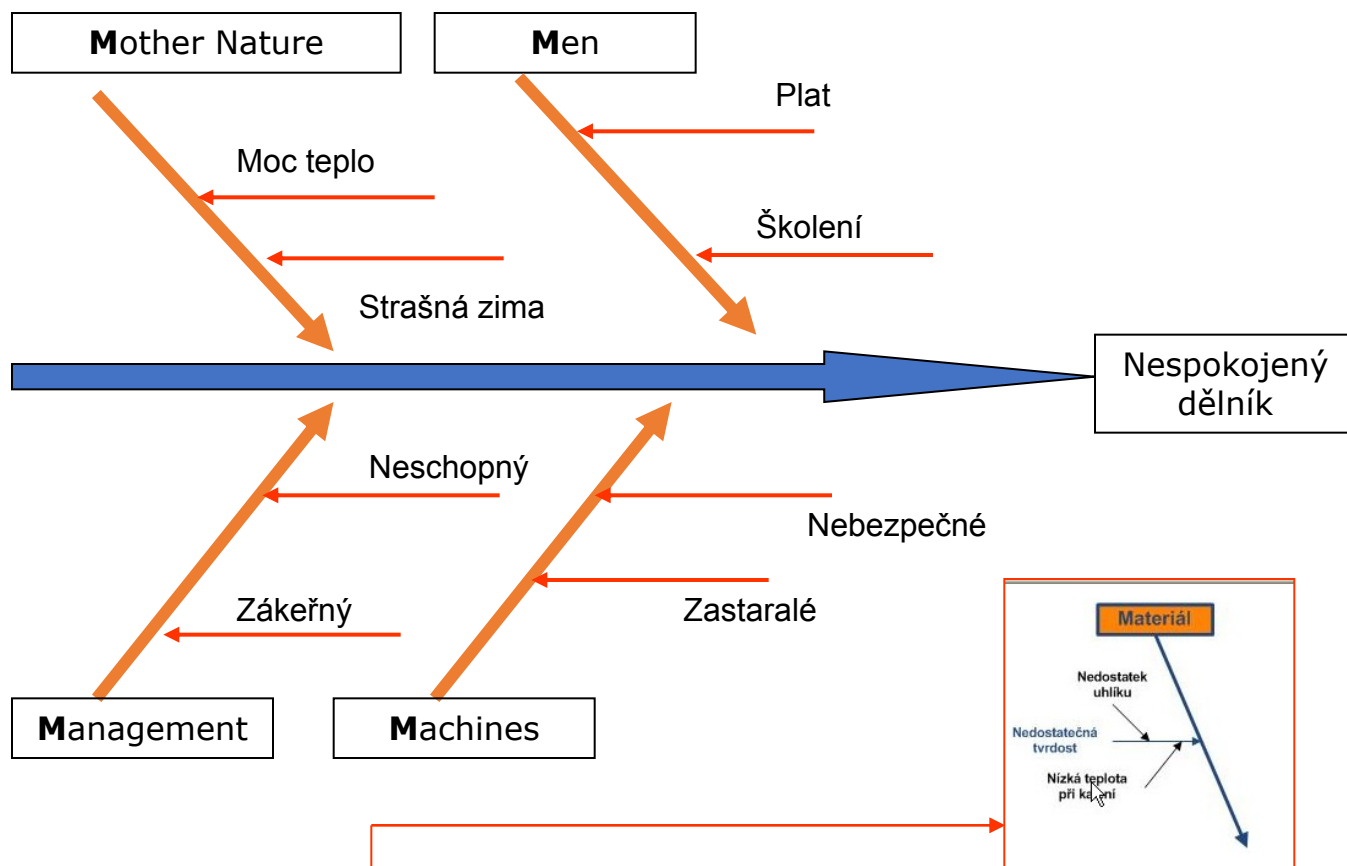 Mother Nature
Men
Plat
Moc teplo
Školení
Strašná zima
Nespokojený
dělník
Neschopný
Nebezpečné
Zákeřný
Zastaralé
Management
Machines
Materiál
Nedostatek
uhlíku
Nedostatečná
tvrdost
Nízká teplota
při kalení